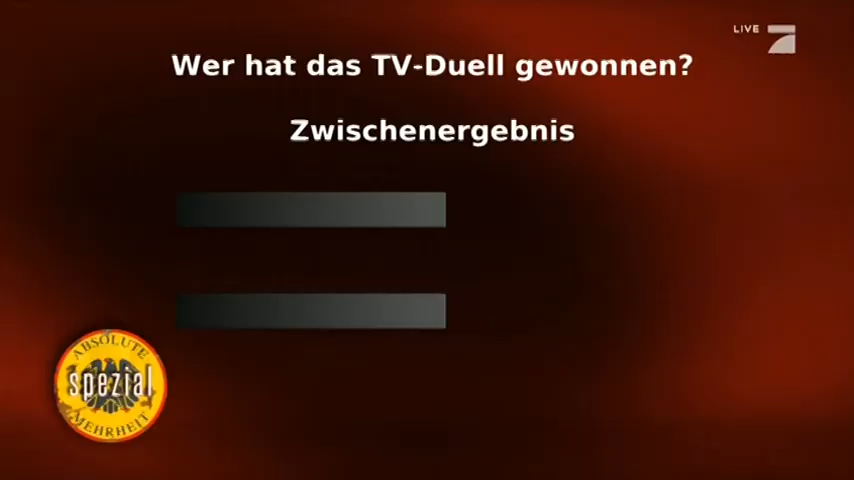 LIVE
Wer hat das TV-Duell gewonnen?
Zwischenergebnis
ABSOLUTE
spezial
MEHRHEIT